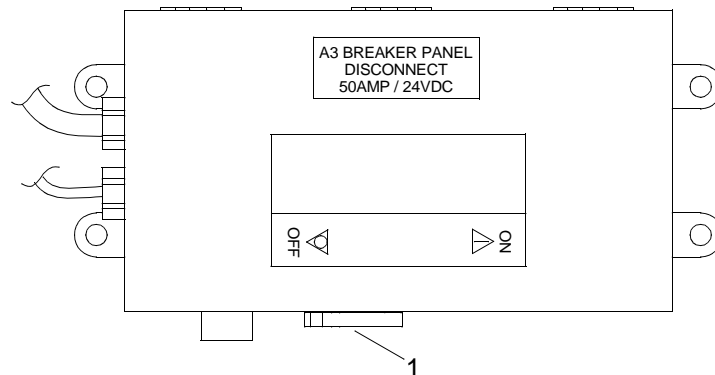 A3 BREAKER PANEL
DISCONNECT
50AMP / 24VDC
OFF
ON
1